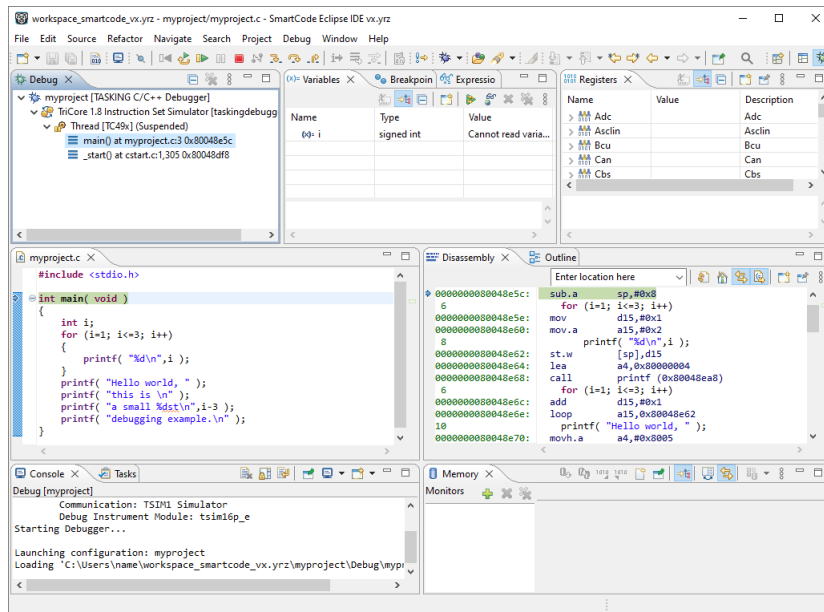 workspace_smartcode_vx.yrz - myproject/myproject.c - SmartCode Eclipse IDE vx.yrz
File Edit Source Refactor Navigate Search Project Debug Window Help
Debug
myproject [TASKING C/C++ Debugger]
TriCore 1.8 Instruction Set Simulator [taskingdebugg
Thread [TC49x] (Suspended)
main() at myproject.c:3 0x80048e5c
_start() at cstart.c:1,305 0x80048df8
(x)= Variables Breakpoin Expressio
Name Type Value
(x)= i signed int Cannot read varia...
Registers
Name Value Description
Adc Adc
Asclin Asclin
Bcu Bcu
Can Can
Cbs Cbs
myproject.c
#include <stdio.h>
int main( void )
{
int i;
for (i=1; i<=3; i++)
{
printf( "%d\n",i );
}
printf( "Hello world, " );
printf( "this is \n" );
printf( "a small %dst\n",i-3 );
printf( "debugging example.\n" );
}
Disassembly Outline
Enter location here
0000000080048e5c: sub.a sp,#0x8
6 for (i=1; i<=3; i++)
0000000080048e5e: mov d15,#0x1
0000000080048e60: mov.a a15,#0x2
8 printf( "%d\n",i );
0000000080048e62: st.w [sp],d15
0000000080048e64: lea a4,0x80000004
0000000080048e68: call printf (0x80048ea8)
6 for (i=1; i<=3; i++)
0000000080048e6c: add d15,#0x1
0000000080048e6e: loop a15,0x80048e62
10 printf( "Hello world, " );
0000000080048e70: movh.a a4,#0x8005
Console Tasks
Debug [myproject]
Communication: TSIM1 Simulator
Debug Instrument Module: tsim16p_e
Starting Debugger...
Launching configuration: myproject
Loading 'C:\Users\name\workspace_smartcode_vx.yrz\myproject\Debug\mypr
Memory
Monitors